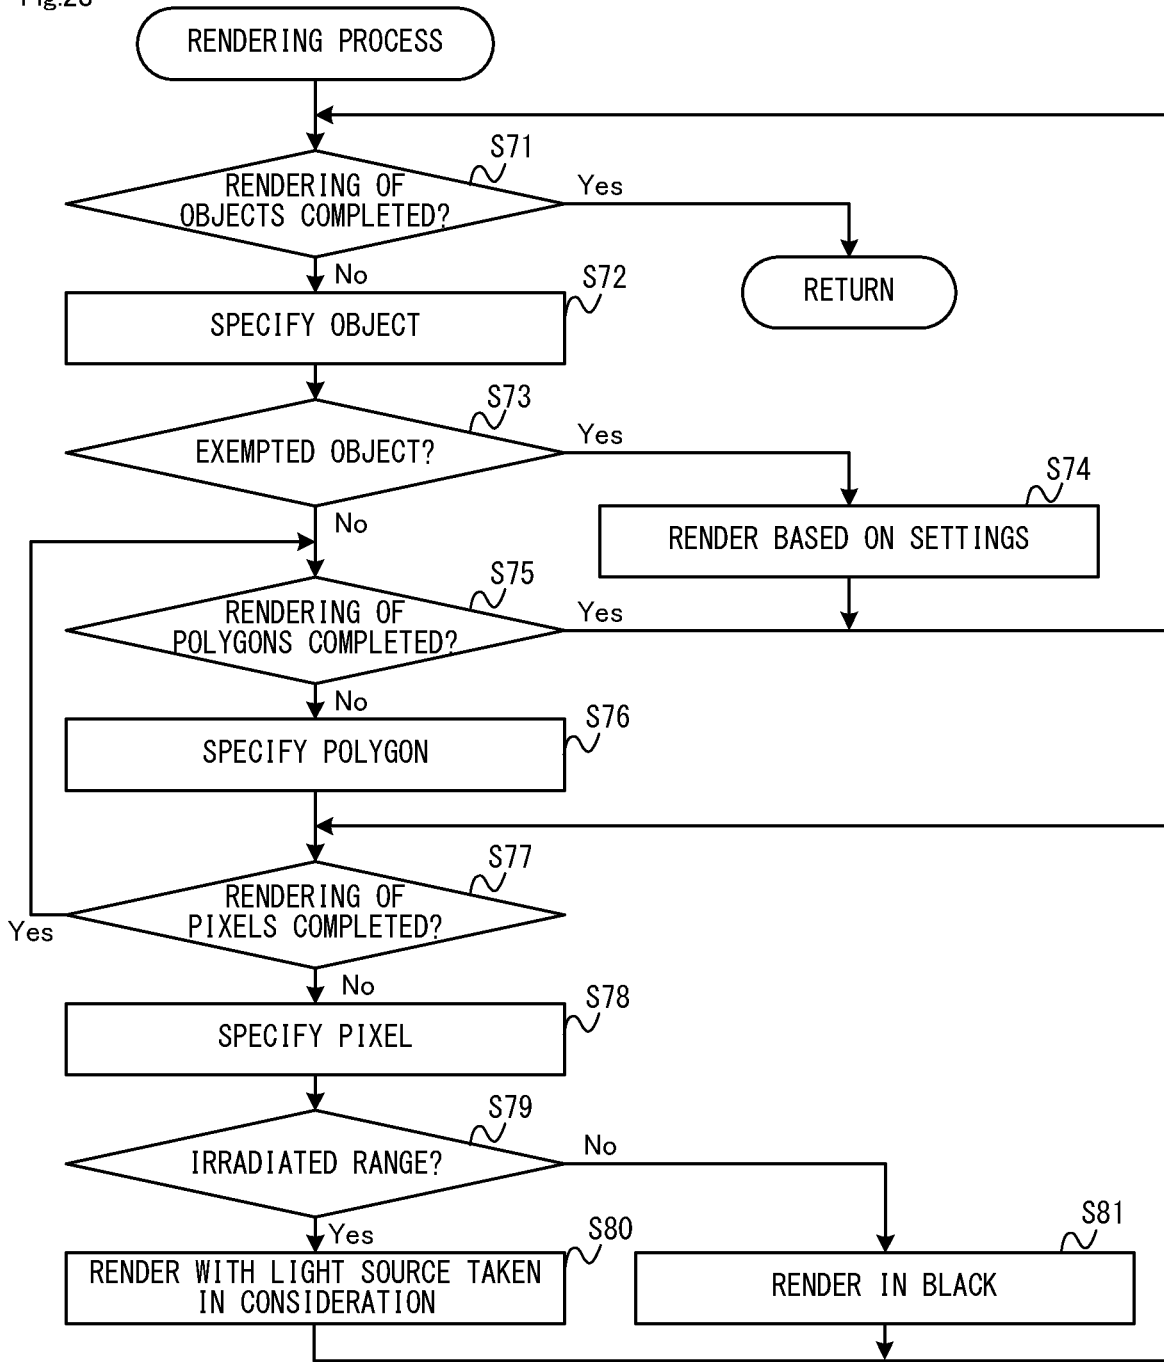 RENDERING PROCESS
S71
RENDERING OF
OBJECTS COMPLETED?
Yes
No
RETURN
S72
SPECIFY OBJECT
S73
EXEMPTED OBJECT?
Yes
No
S74
RENDER BASED ON SETTINGS
S75
RENDERING OF
POLYGONS COMPLETED?
Yes
No
S76
SPECIFY POLYGON
S77
RENDERING OF
PIXELS COMPLETED?
Yes
No
S78
SPECIFY PIXEL
S79
IRRADIATED RANGE?
No
Yes
S80
RENDER WITH LIGHT SOURCE TAKEN
IN CONSIDERATION
S81
RENDER IN BLACK